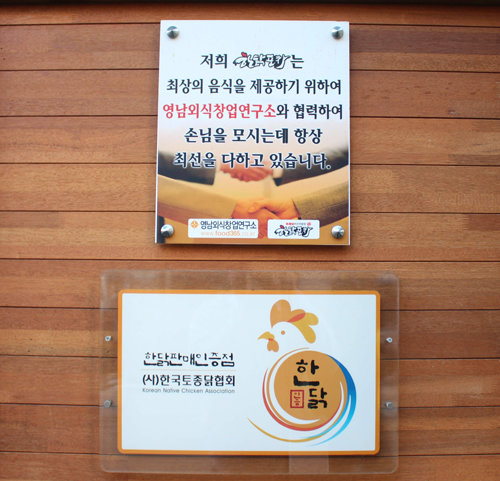 저희 는
최상의 음식을 제공하기 위하여
영남외식창업연구소와 협력하여
손님을 모시는데 항상
최선을 다하고 있습니다.
영남외식창업연구소
www.food365.co.kr
한닭판매인증점
(사)한국토종닭협회
Korean Native Chicken Association
한
닭